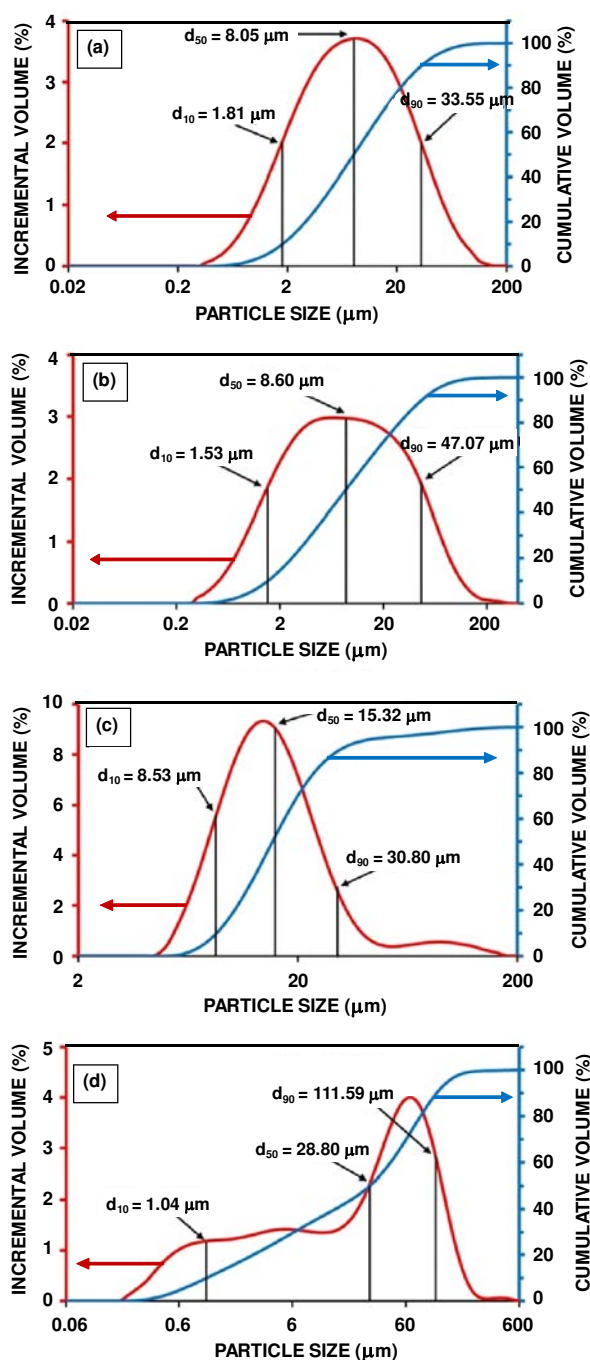 (a)
d50 = 8.05 μm
d10 = 1.81 μm
d90 = 33.55 μm
INCREMENTAL VOLUME (%)
4
3
2
1
0
CUMULATIVE VOLUME (%)
100
80
60
40
20
0
0.02 0.2 2 20 200
PARTICLE SIZE (μm)
(b)
d50 = 8.60 μm
d10 = 1.53 μm
d90 = 47.07 μm
INCREMENTAL VOLUME (%)
4
3
2
1
0
CUMULATIVE VOLUME (%)
100
80
60
40
20
0
0.02 0.2 2 20 200
PARTICLE SIZE (μm)
(c)
d50 = 15.32 μm
d10 = 8.53 μm
d90 = 30.80 μm
INCREMENTAL VOLUME (%)
10
8
6
4
2
0
CUMULATIVE VOLUME (%)
100
80
60
40
20
0
2 20 200
PARTICLE SIZE (μm)
(d)
d90 = 111.59 μm
d50 = 28.80 μm
d10 = 1.04 μm
INCREMENTAL VOLUME (%)
5
4
3
2
1
0
CUMULATIVE VOLUME (%)
100
80
60
40
20
0
0.06 0.6 6 60 600
PARTICLE SIZE (μm)